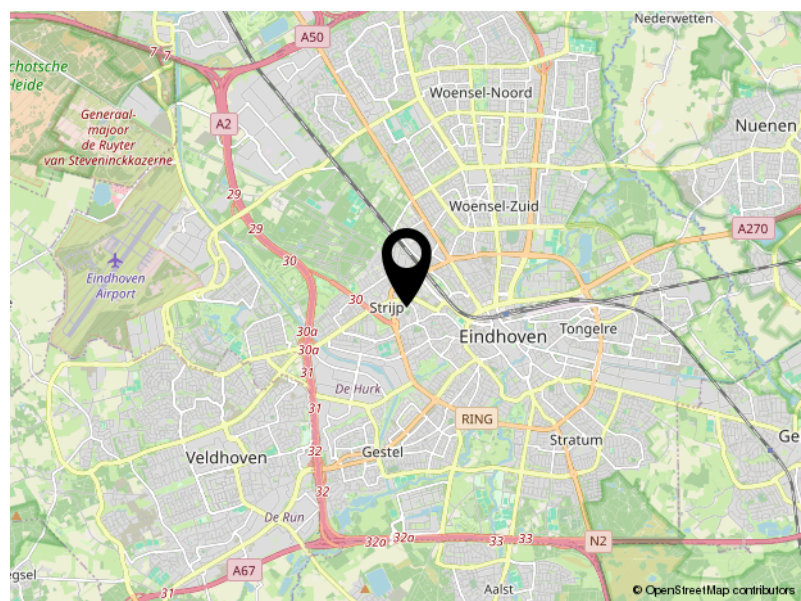 Nederwetten
A50
7
7
chotsche
Heide
Woensel-Noord
Generaal-
majoor
de Ruyter
van Steveninckkazerne
A2
Nuenen
29
Woensel-Zuid
29
A270
30
Eindhoven
Airport
30
Strijp
Tongelre
30a
Eindhoven
30a
31
De Hurk
31
RING
Ge
Stratum
32
Gestel
Veldhoven
32
De Run
32a
32a
33
33
N2
A67
egsel
31
Aalst
© OpenStreetMap contributors